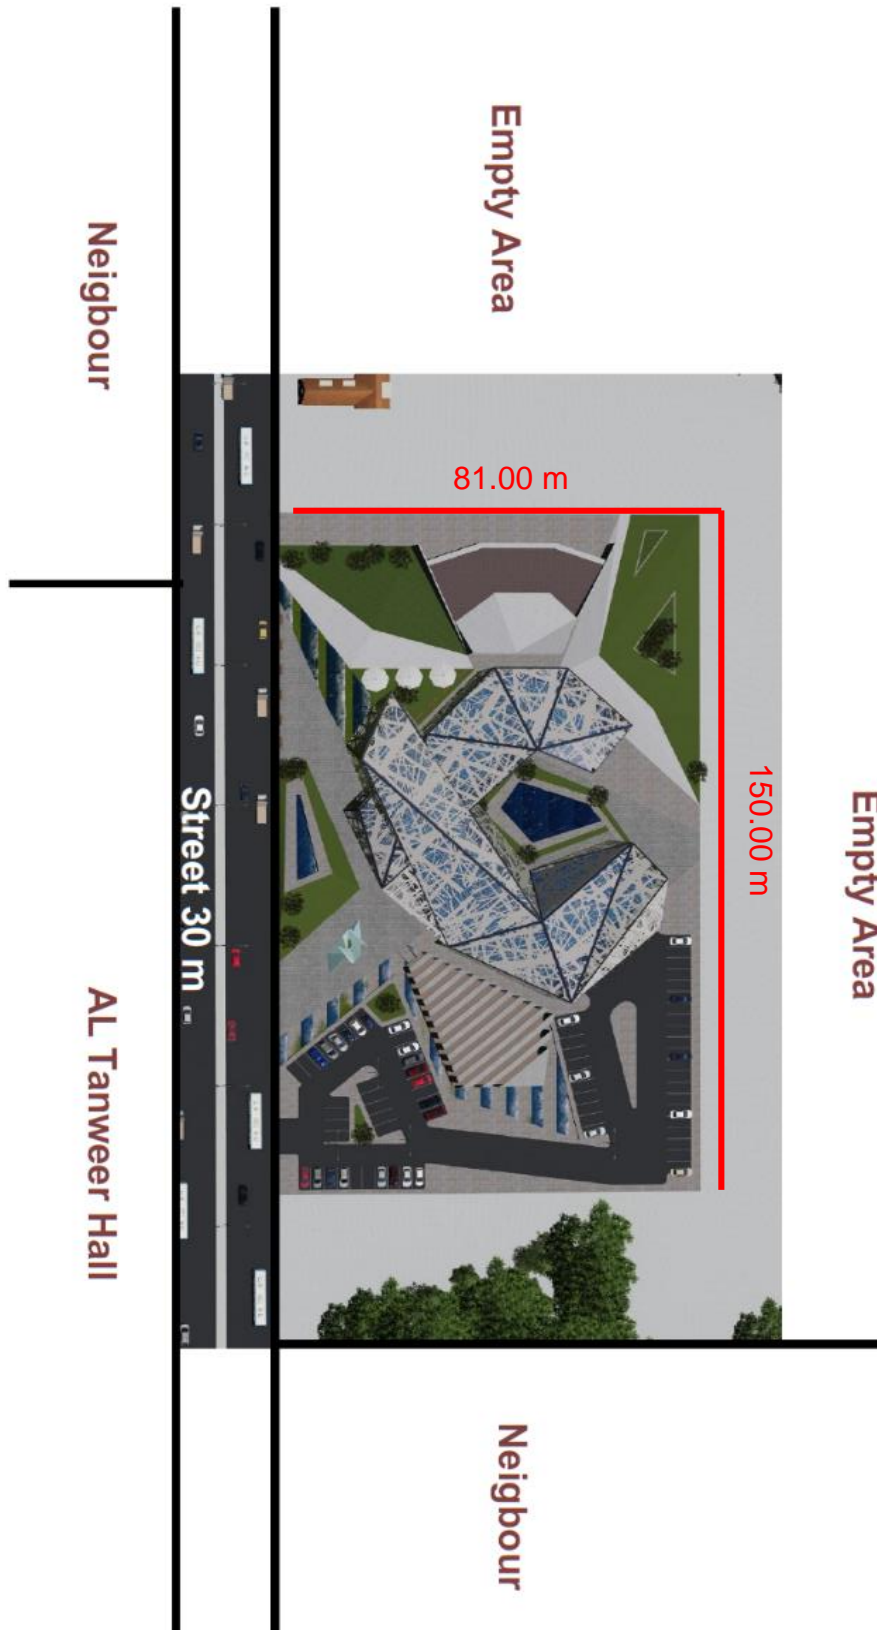 Empty Area
Neigbour
81.00 m
150.00 m
Empty Area
Street 30 m
AL Tanweer Hall
Neigbour